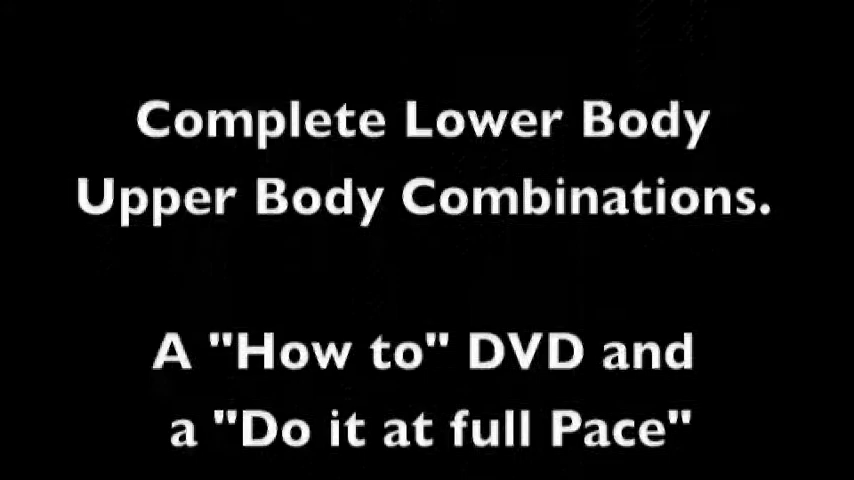 Complete Lower Body
Upper Body Combinations.
A "How to" DVD and
a "Do it at full Pace"